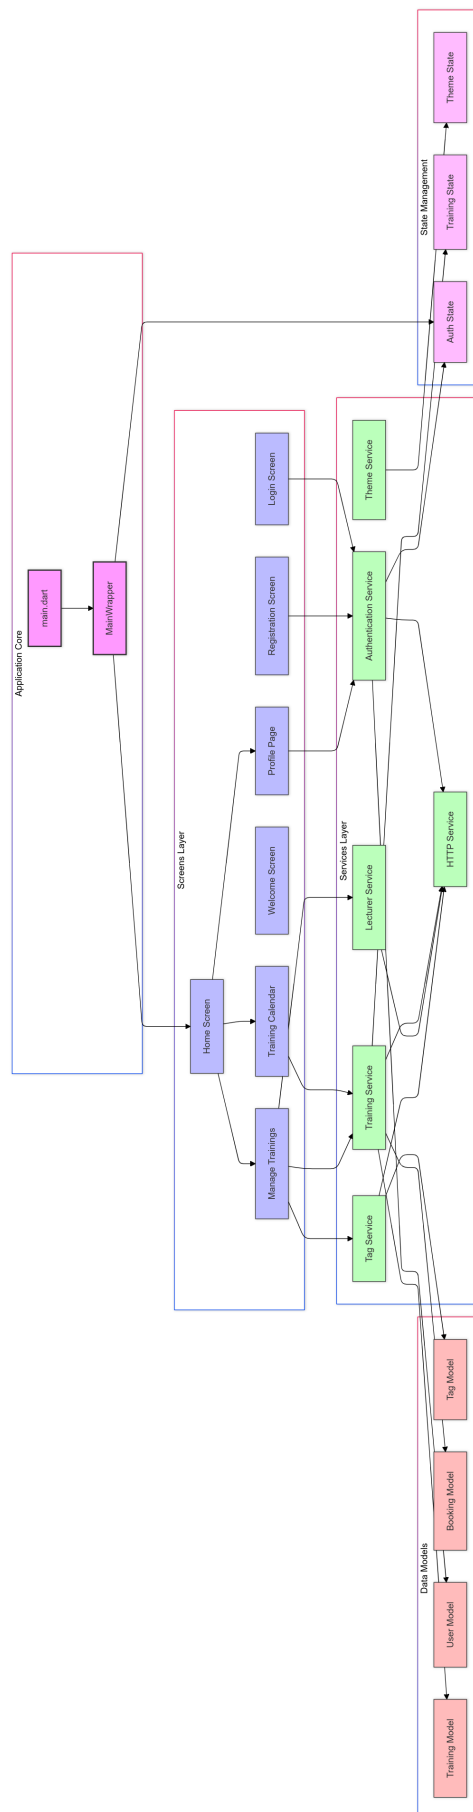 Application Core
main.dart
MainWrapper
Screens Layer
Home Screen
Manage Trainings
Training Calendar
Welcome Screen
Profile Page
Registration Screen
Login Screen
Services Layer
Tag Service
Training Service
Lecturer Service
Authentication Service
Theme Service
HTTP Service
Data Models
Training Model
User Model
Booking Model
Tag Model
State Management
Auth State
Training State
Theme State